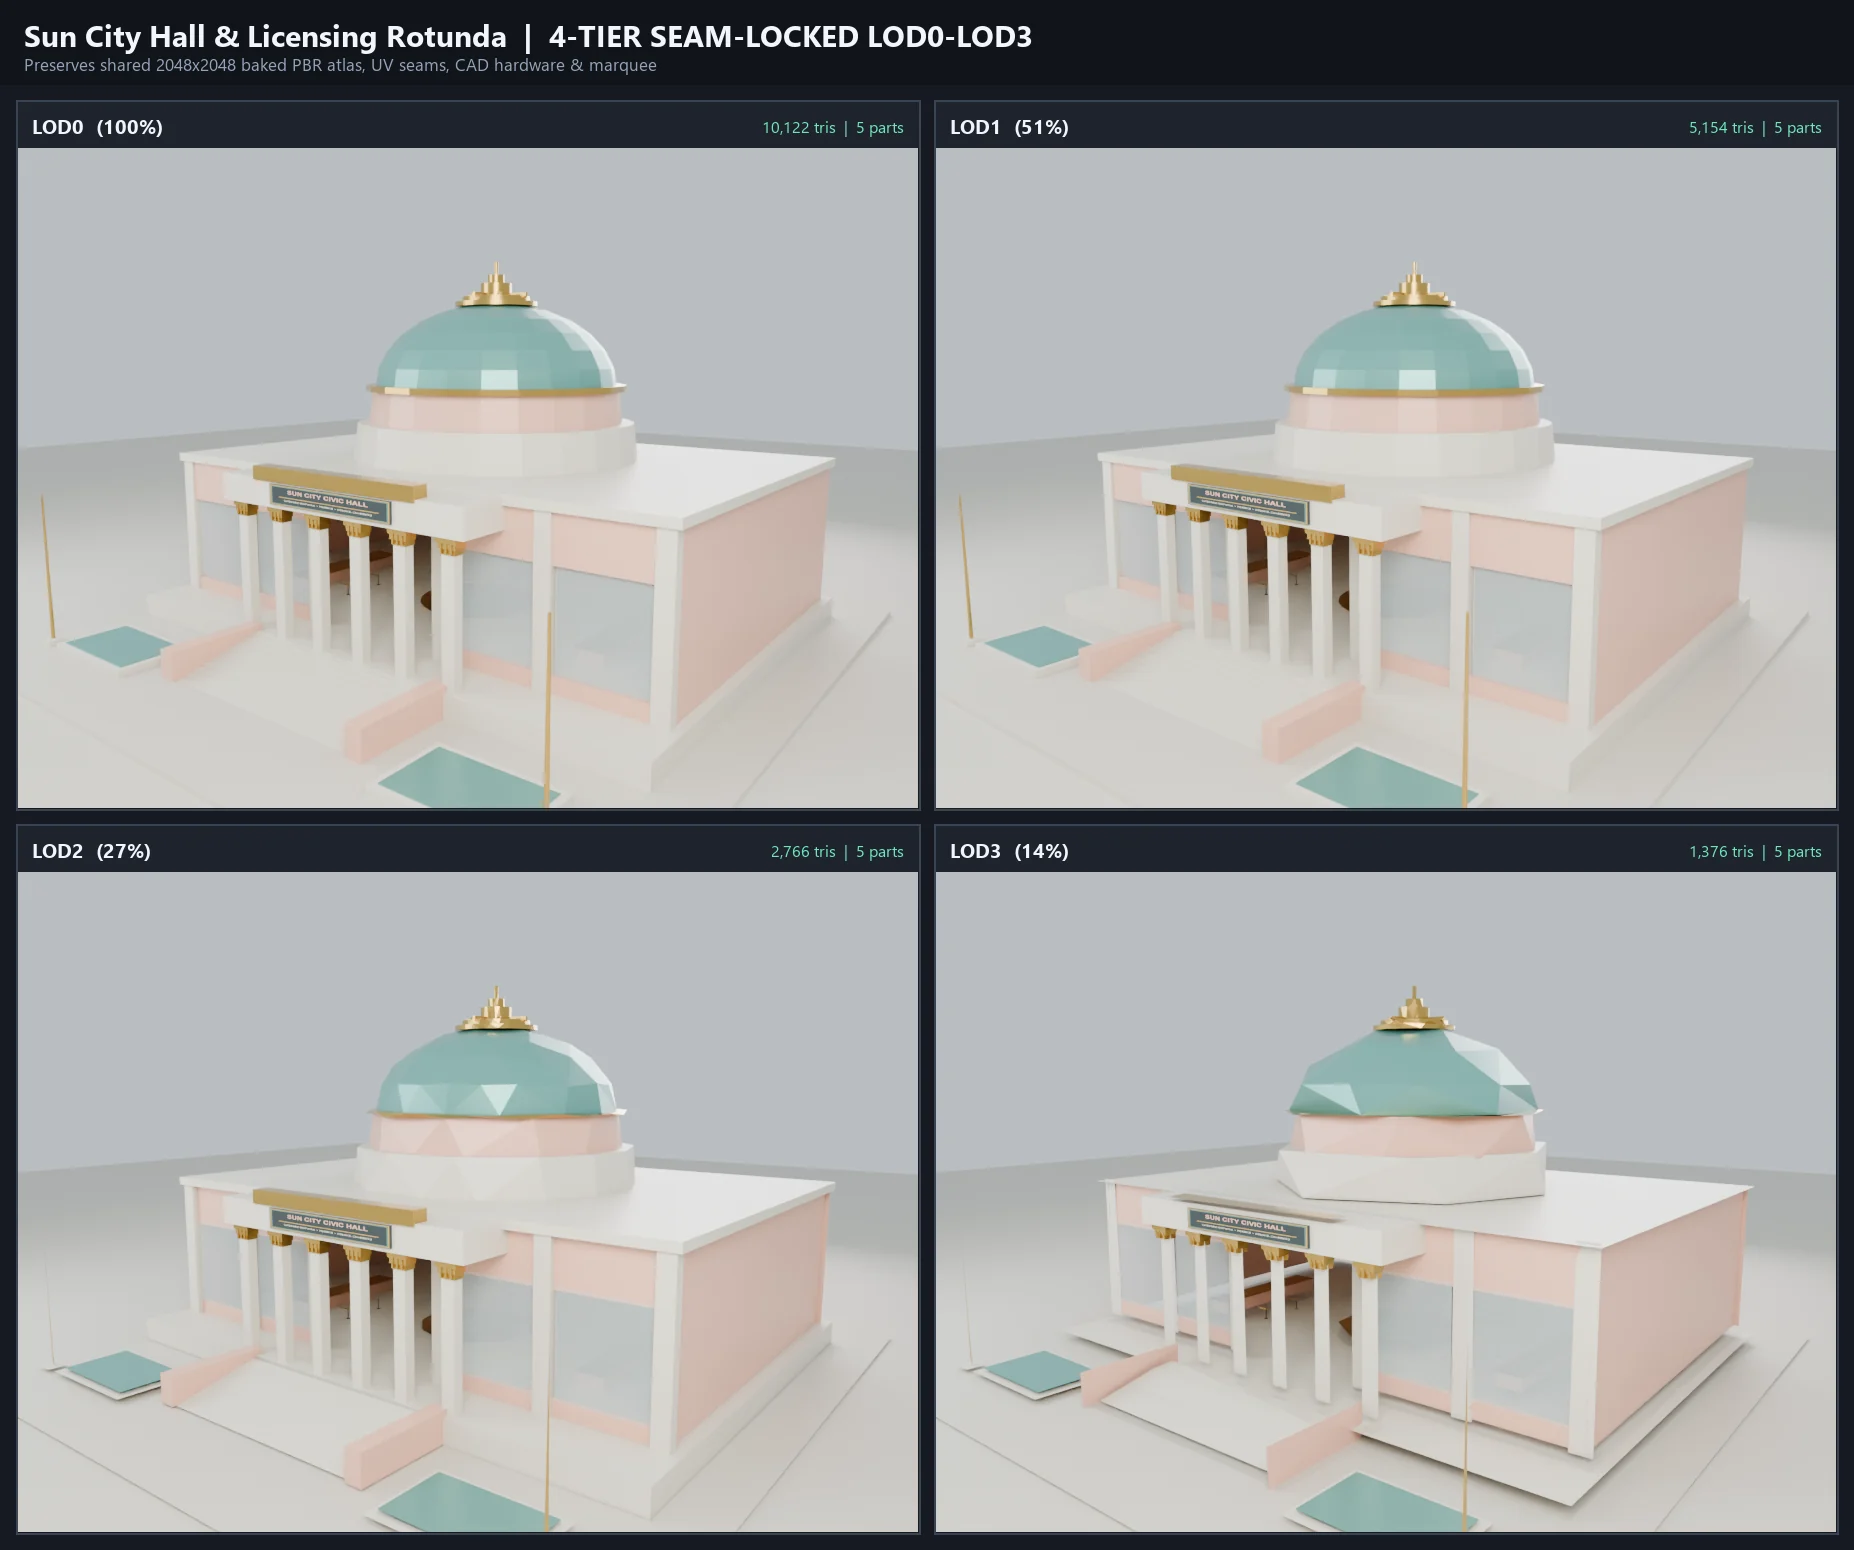 Sun City Hall & Licensing Rotunda | 4-TIER SEAM-LOCKED LOD0-LOD3
Preserves shared 2048x2048 baked PBR atlas, UV seams, CAD hardware & marquee
LOD0 (100%) 10,122 tris | 5 parts
LOD1 (51%) 5,154 tris | 5 parts
SUN CITY CIVIC HALL
SUN CITY CIVIC HALL
LOD2 (27%) 2,766 tris | 5 parts
LOD3 (14%) 1,376 tris | 5 parts
SUN CITY CIVIC HALL
SUN CITY CIVIC HALL